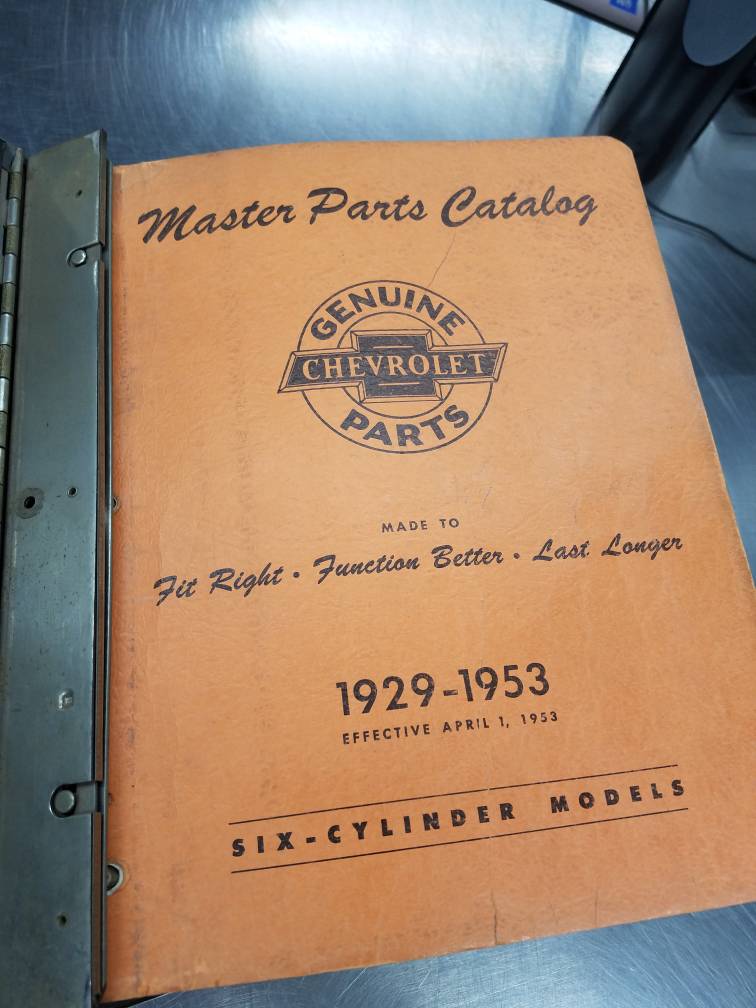 Master Parts Catalog
GENUINE
CHEVROLET
PARTS
MADE TO
Fit Right • Function Better • Last Longer
1929-1953
EFFECTIVE APRIL 1, 1953
SIX-CYLINDER MODELS